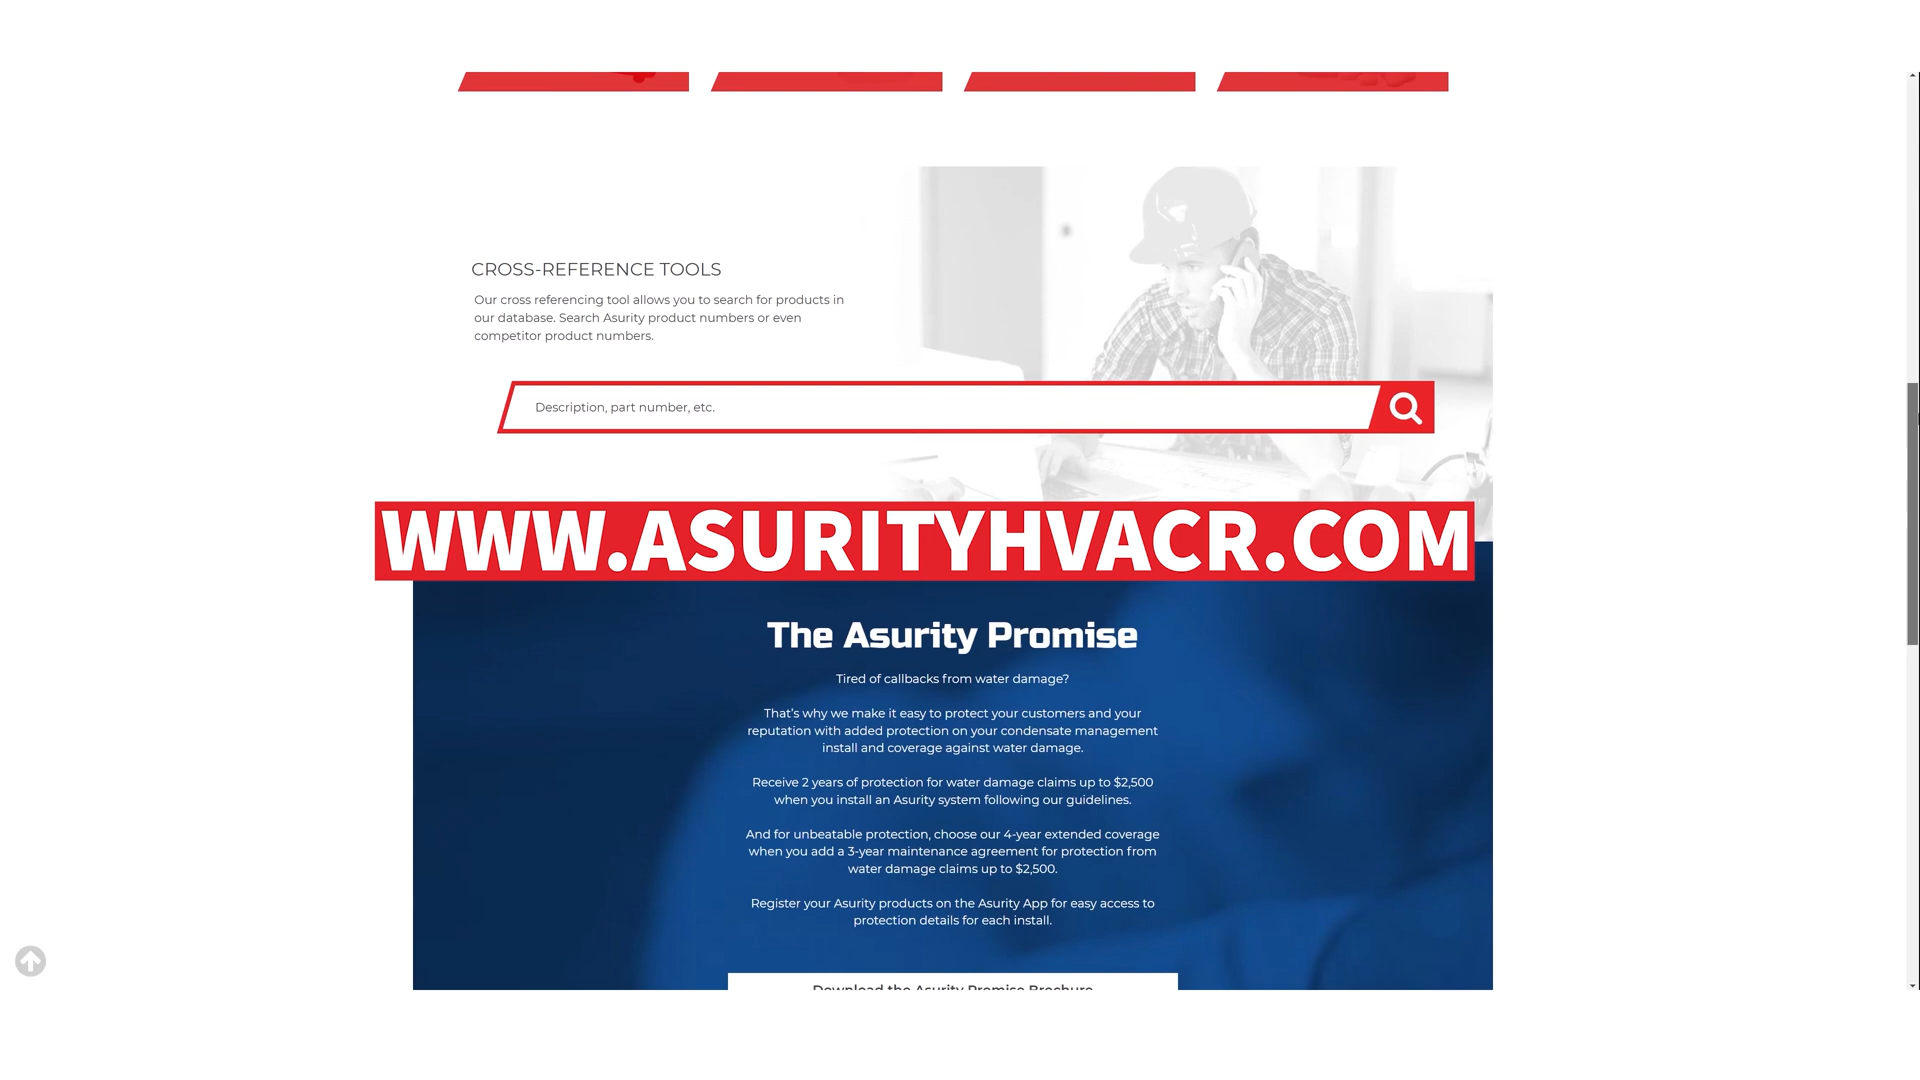 CROSS-REFERENCE TOOLS
Our cross referencing tool allows you to search for products in
our database. Search Asurity product numbers or even
competitor product numbers.
Description, part number, etc.
WWW.ASURITYHVACR.COM
The Asurity Promise
Tired of callbacks from water damage?
That's why we make it easy to protect your customers and your
reputation with added protection on your condensate management
install and coverage against water damage.
Receive 2 years of protection for water damage claims up to $2,500
when you install an Asurity system following our guidelines.
And for unbeatable protection, choose our 4-year extended coverage
when you add a 3-year maintenance agreement for protection from
water damage claims up to $2,500.
Register your Asurity products on the Asurity App for easy access to
protection details for each install.
Download the Asurity Promise Brochure